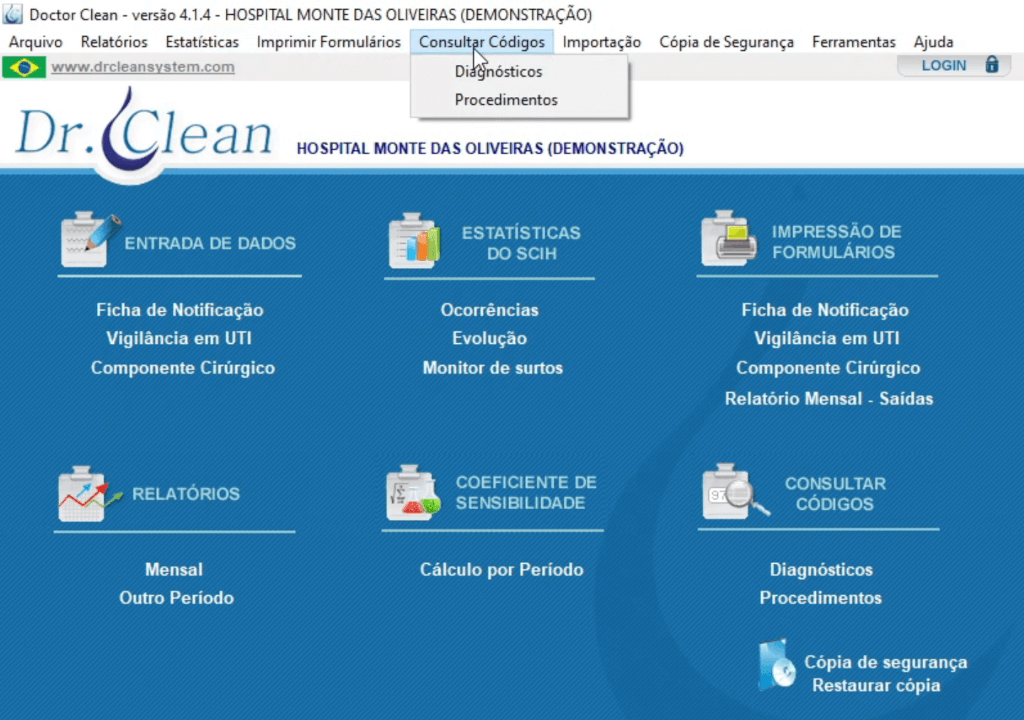 Doctor Clean - versão 4.1.4 - HOSPITAL MONTE DAS OLIVEIRAS (DEMONSTRAÇÃO)
Arquivo Relatórios Estatísticas Imprimir Formulários Consultar Códigos Importação Cópia de Segurança Ferramentas Ajuda
www.drcleansystem.com
LOGIN
Diagnósticos
Procedimentos
Dr. Clean
HOSPITAL MONTE DAS OLIVEIRAS (DEMONSTRAÇÃO)
ENTRADA DE DADOS
Ficha de Notificação
Vigilância em UTI
Componente Cirúrgico
ESTATÍSTICAS
DO SCIH
Ocorrências
Evolução
Monitor de surtos
IMPRESSÃO DE
FORMULÁRIOS
Ficha de Notificação
Vigilância em UTI
Componente Cirúrgico
Relatório Mensal - Saídas
RELATÓRIOS
Mensal
Outro Período
COEFICIENTE DE
SENSIBILIDADE
Cálculo por Período
CONSULTAR
CÓDIGOS
Diagnósticos
Procedimentos
Cópia de segurança
Restaurar cópia